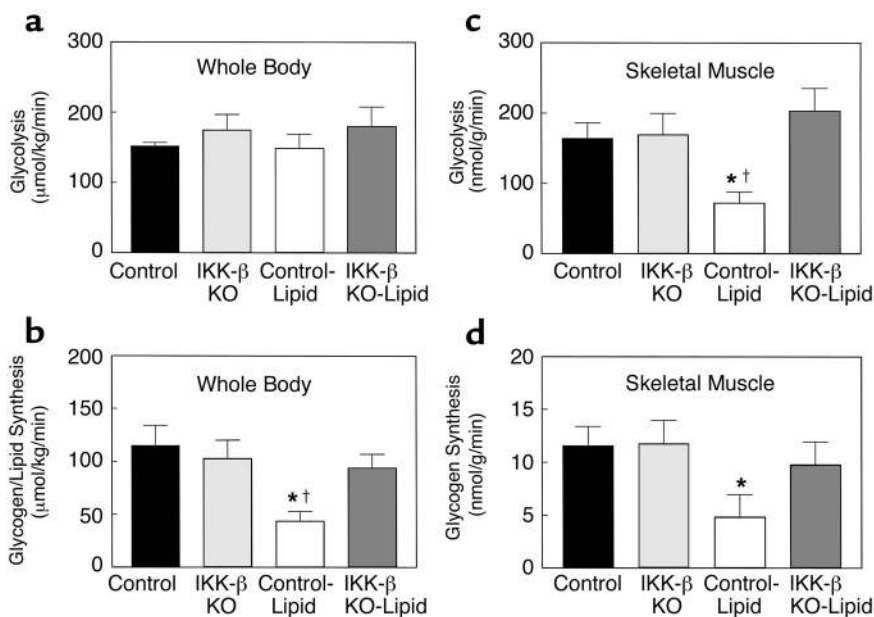 a
300
200
100
0
Glycolysis
(μmol/kg/min)
Whole Body
Control
IKK-β
KO
Control-
Lipid
IKK-β
KO-Lipid
b
200
150
100
50
0
Glycogen/Lipid Synthesis
(μmol/kg/min)
Whole Body
* †
Control
IKK-β
KO
Control-
Lipid
IKK-β
KO-Lipid
c
300
200
100
0
Glycolysis
(nmol/g/min)
Skeletal Muscle
* †
Control
IKK-β
KO
Control-
Lipid
IKK-β
KO-Lipid
d
20
15
10
5
0
Glycogen Synthesis
(nmol/g/min)
Skeletal Muscle
*
Control
IKK-β
KO
Control-
Lipid
IKK-β
KO-Lipid